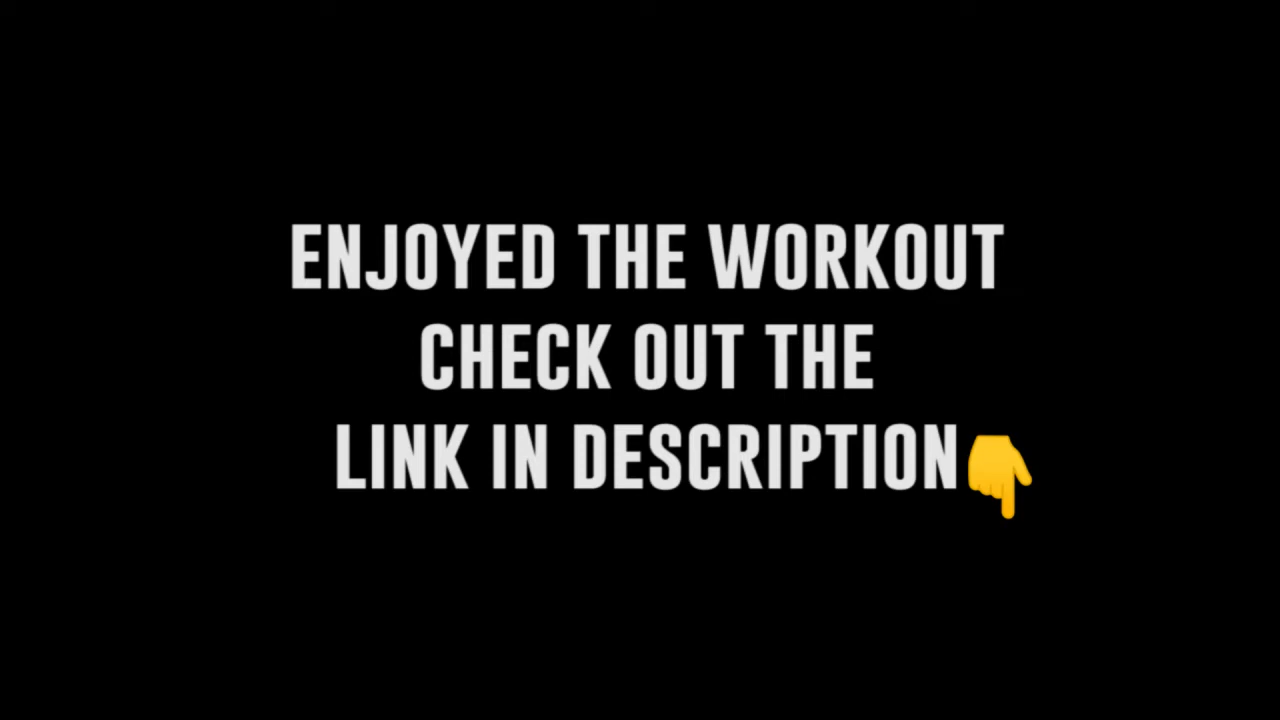 ENJOYED THE WORKOUT
CHECK OUT THE
LINK IN DESCRIPTION👇